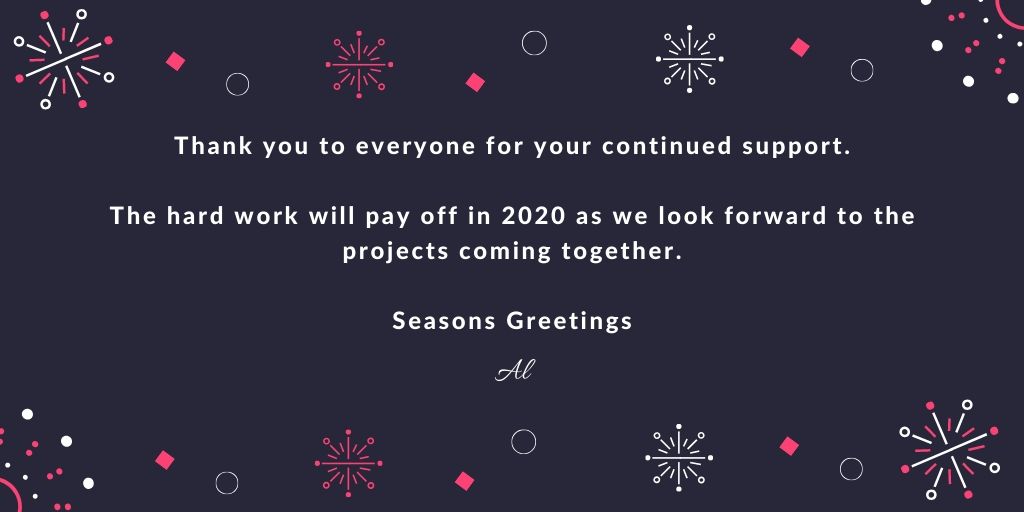 Thank you to everyone for your continued support.
The hard work will pay off in 2020 as we look forward to the
projects coming together.
Seasons Greetings
Al